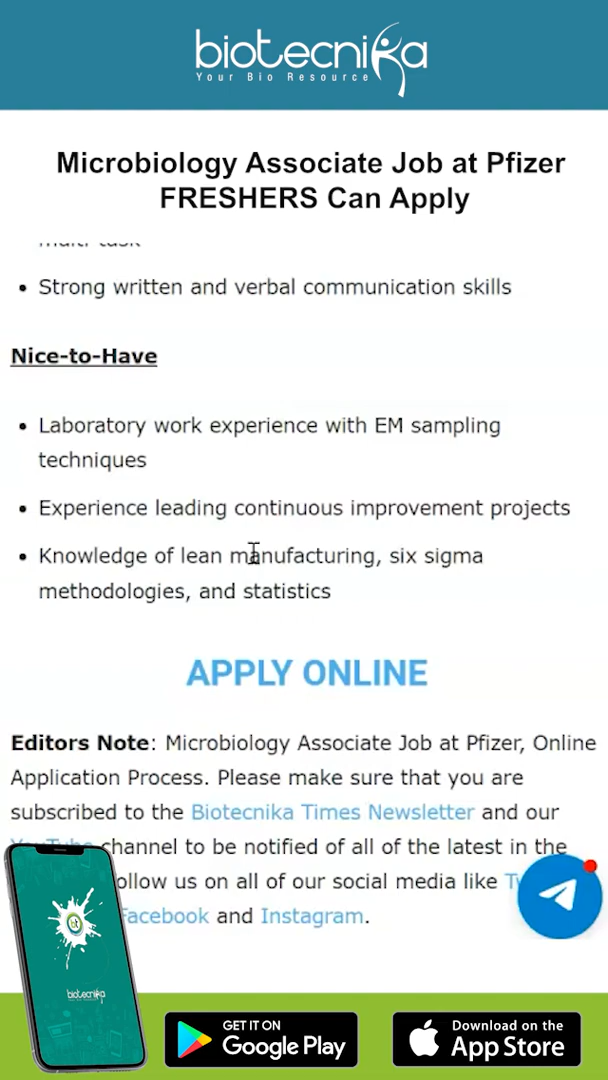 biotecnika
Your Bio Resource
Microbiology Associate Job at Pfizer
FRESHERS Can Apply
multi-task
• Strong written and verbal communication skills
Nice-to-Have
• Laboratory work experience with EM sampling
techniques
• Experience leading continuous improvement projects
• Knowledge of lean manufacturing, six sigma
methodologies, and statistics
APPLY ONLINE
Editors Note: Microbiology Associate Job at Pfizer, Online
Application Process. Please make sure that you are
subscribed to the Biotecnika Times Newsletter and our
YouTube channel to be notified of all of the latest in the
follow us on all of our social media like
Facebook and Instagram.
bt
biotecnika
GET IT ON
Google Play
Download on the
App Store